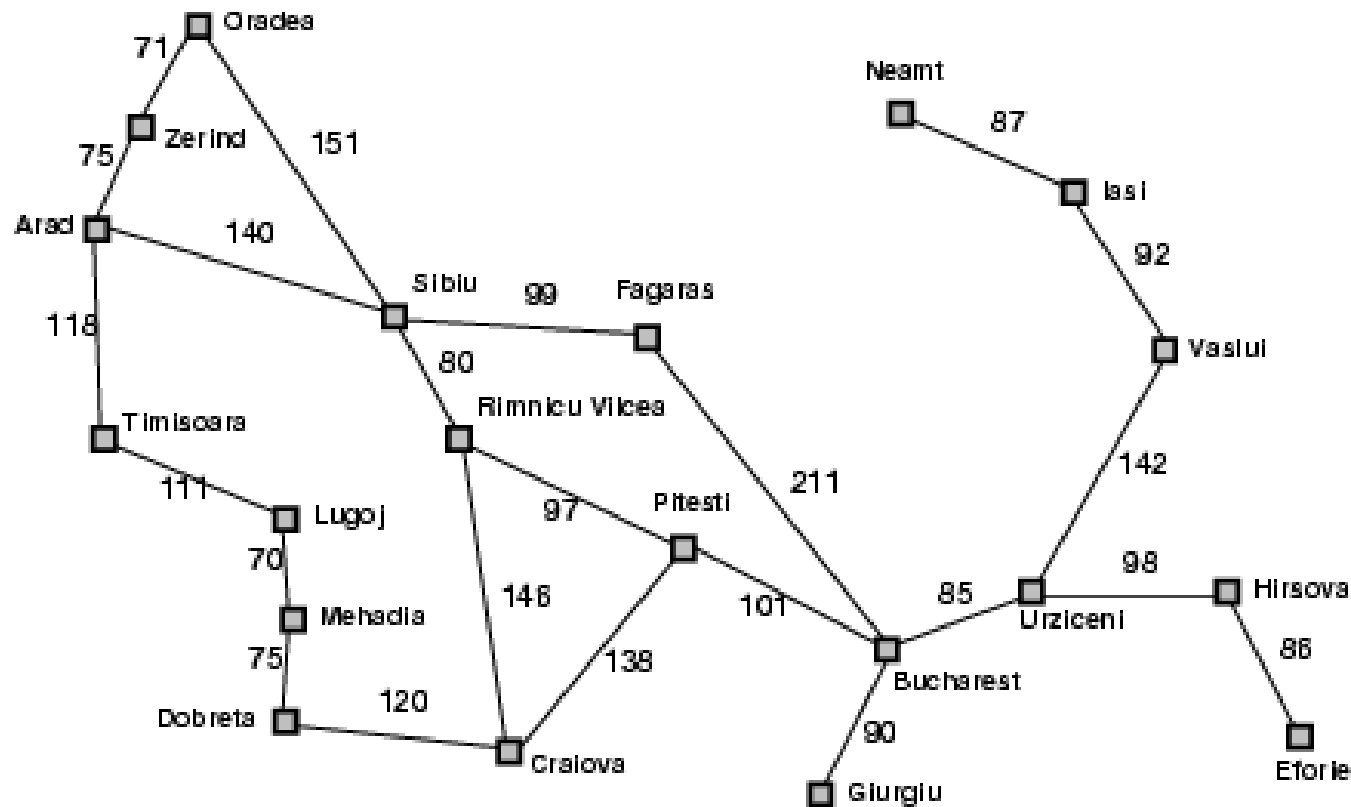 Oradea
71
Neamt
87
Zerind
75
151
Iasi
Arad
140
92
Sibiu
99
Fagaras
118
80
Vaslui
Timisoara
Rimnicu Vilcea
142
111
211
Lugoj
97
Pitesti
70
98
Hirsova
146
101
85
Mehadia
Urziceni
75
138
86
Bucharest
Dobreta
120
90
Craiova
Eforie
Giurgiu